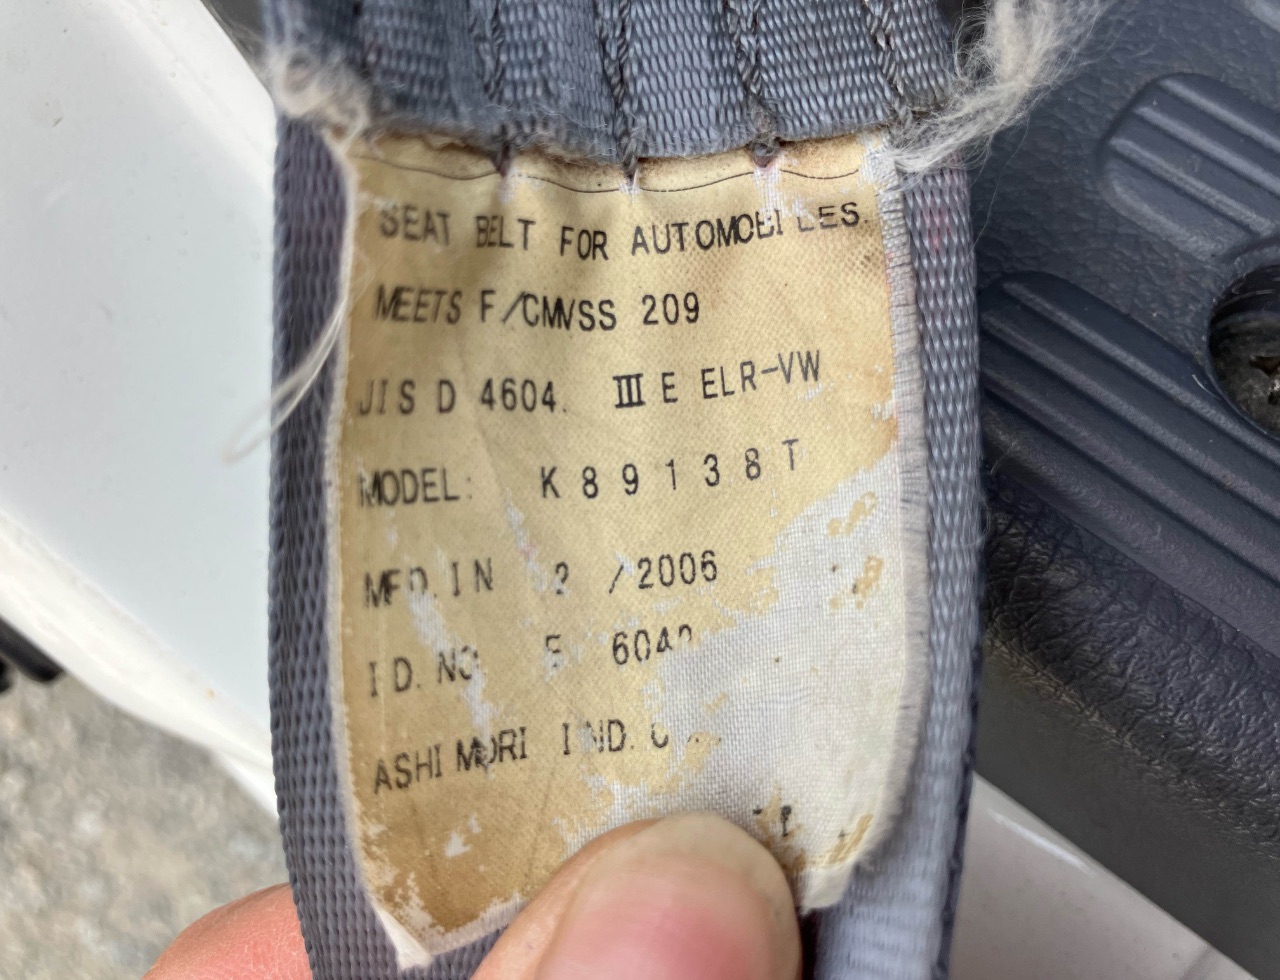 SEAT BELT FOR AUTOMOBILES.
MEETS F/CMVSS 209
JIS D 4604. III E ELR-VW
MODEL: K89138T
MFD. IN 2 /2006
I D. NO
ASHIMORI IND.